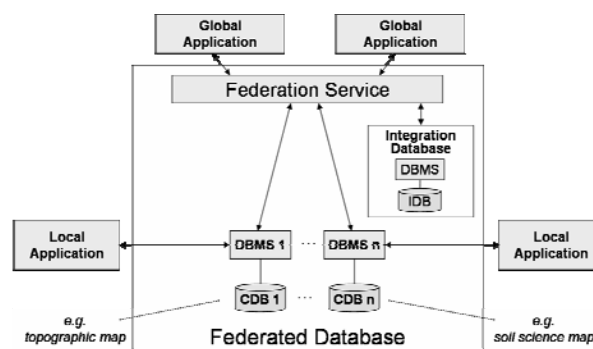 Global
Application
Global
Application
Federation Service
Integration
Database
DBMS
IDB
Local
Application
DBMS 1 ... DBMS n
Local
Application
CDB 1 ... CDB n
e.g.
topographic map
e.g.
soil science map
Federated Database